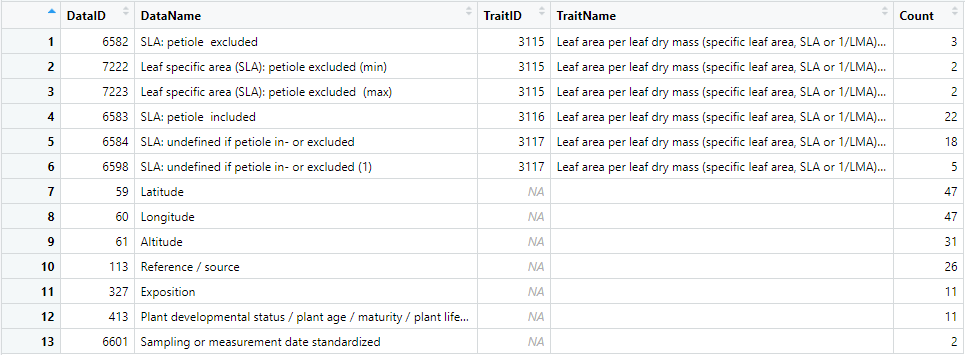 DataID DataName TraitID TraitName Count
1 6582 SLA: petiole excluded 3115 Leaf area per leaf dry mass (specific leaf area, SLA or 1/LMA)... 3
2 7222 Leaf specific area (SLA): petiole excluded (min) 3115 Leaf area per leaf dry mass (specific leaf area, SLA or 1/LMA)... 2
3 7223 Leaf specific area (SLA): petiole excluded (max) 3115 Leaf area per leaf dry mass (specific leaf area, SLA or 1/LMA)... 2
4 6583 SLA: petiole included 3116 Leaf area per leaf dry mass (specific leaf area, SLA or 1/LMA)... 22
5 6584 SLA: undefined if petiole in- or excluded 3117 Leaf area per leaf dry mass (specific leaf area, SLA or 1/LMA)... 18
6 6598 SLA: undefined if petiole in- or excluded (1) 3117 Leaf area per leaf dry mass (specific leaf area, SLA or 1/LMA)... 5
7 59 Latitude NA 47
8 60 Longitude NA 47
9 61 Altitude NA 31
10 113 Reference / source NA 26
11 327 Exposition NA 11
12 413 Plant developmental status / plant age / maturity / plant life... NA 11
13 6601 Sampling or measurement date standardized NA 2